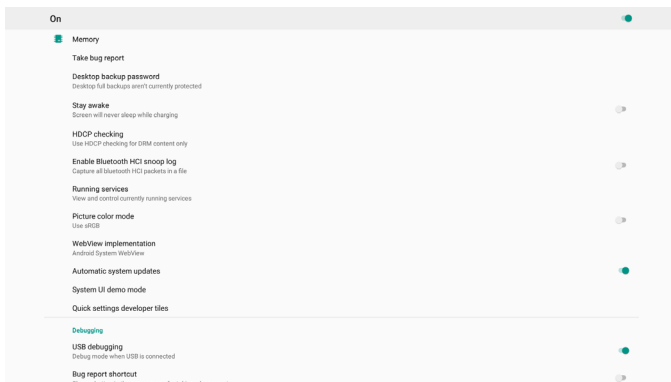 On
Memory
Take bug report
Desktop backup password
Desktop full backups aren't currently protected
Stay awake
Screen will never sleep while charging
HDCP checking
Use HDCP checking for DRM content only
Enable Bluetooth HCI snoop log
Capture all bluetooth HCI packets in a file
Running services
View and control currently running services
Picture color mode
Use sRGB
WebView implementation
Android System WebView
Automatic system updates
System UI demo mode
Quick settings developer tiles
Debugging
USB debugging
Debug mode when USB is connected
Bug report shortcut